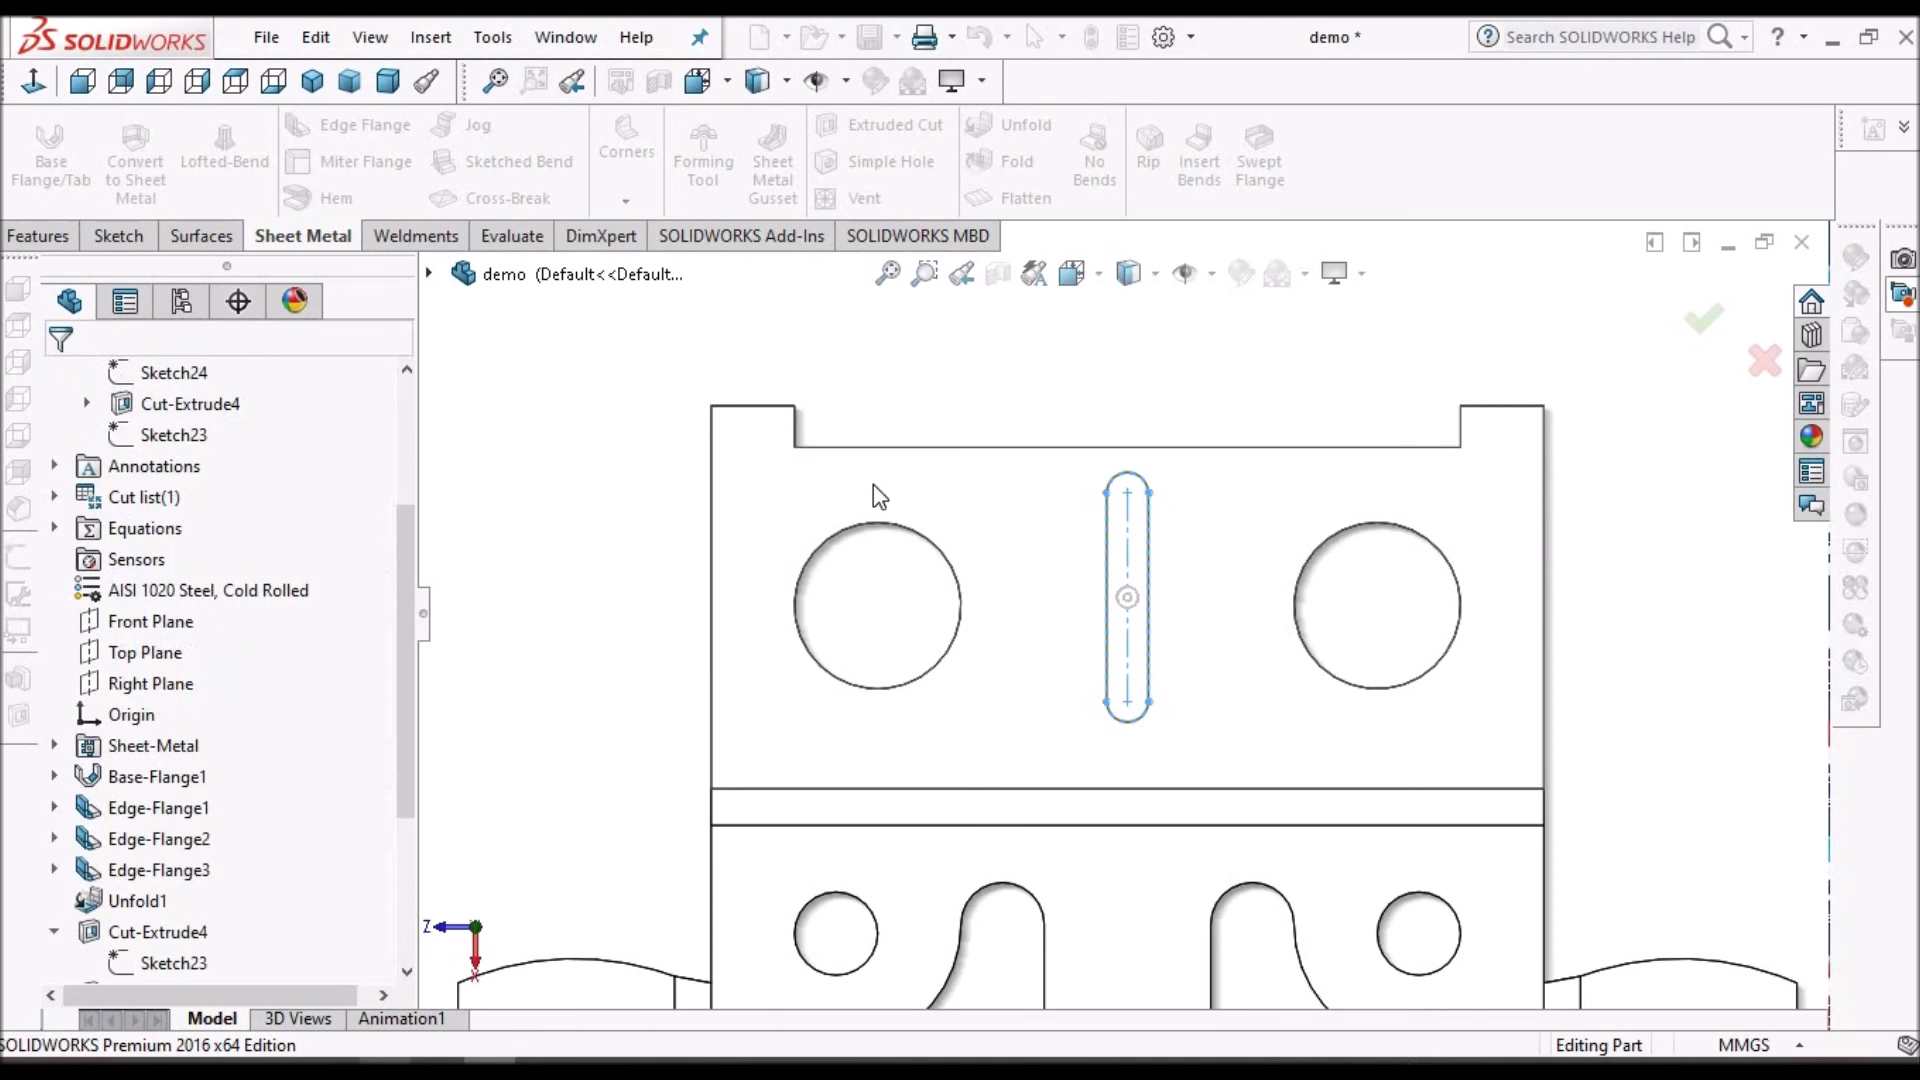 SOLIDWORKS File Edit View Insert Tools Window Help demo * Search SOLIDWORKS Help ?
Base Flange/Tab
Convert to Sheet Metal
Lofted-Bend
Edge Flange
Miter Flange
Hem
Jog
Sketched Bend
Cross-Break
Corners
Forming Tool
Sheet Metal Gusset
Extruded Cut
Simple Hole
Vent
Unfold
Fold
Flatten
No Bends
Rip
Insert Bends
Swept Flange
Features Sketch Surfaces Sheet Metal Weldments Evaluate DimXpert SOLIDWORKS Add-Ins SOLIDWORKS MBD
demo (Default<<Default...
Sketch24
Cut-Extrude4
Sketch23
Annotations
Cut list(1)
Equations
Sensors
AISI 1020 Steel, Cold Rolled
Front Plane
Top Plane
Right Plane
Origin
Sheet-Metal
Base-Flange1
Edge-Flange1
Edge-Flange2
Edge-Flange3
Unfold1
Cut-Extrude4
Sketch23
Z
X
Model 3D Views Animation1
SOLIDWORKS Premium 2016 x64 Edition Editing Part MMGS